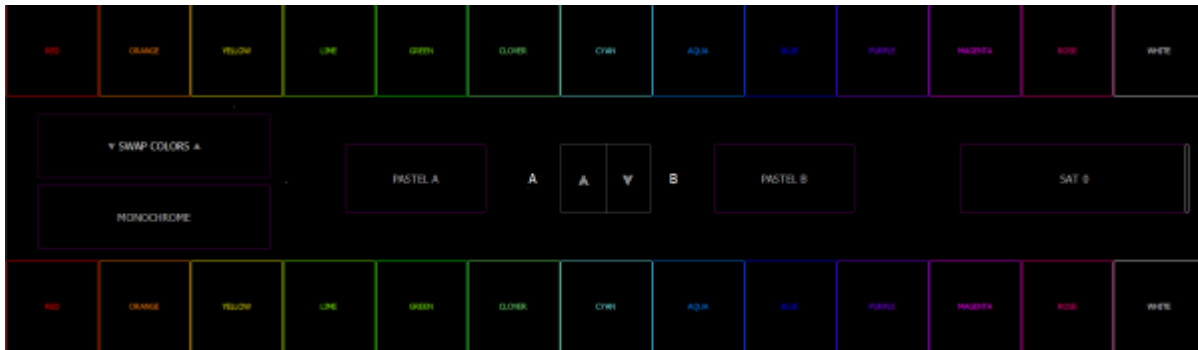 RED ORANGE YELLOW LIME GREEN CLOVER CYAN AQUA BLUE PURPLE MAGENTA ROSE WHITE
▼ SWAP COLORS ▲
PASTEL A A ▲ ▼ B PASTEL B SAT 0
MONOCHROME
RED ORANGE YELLOW LIME GREEN CLOVER CYAN AQUA BLUE PURPLE MAGENTA ROSE WHITE